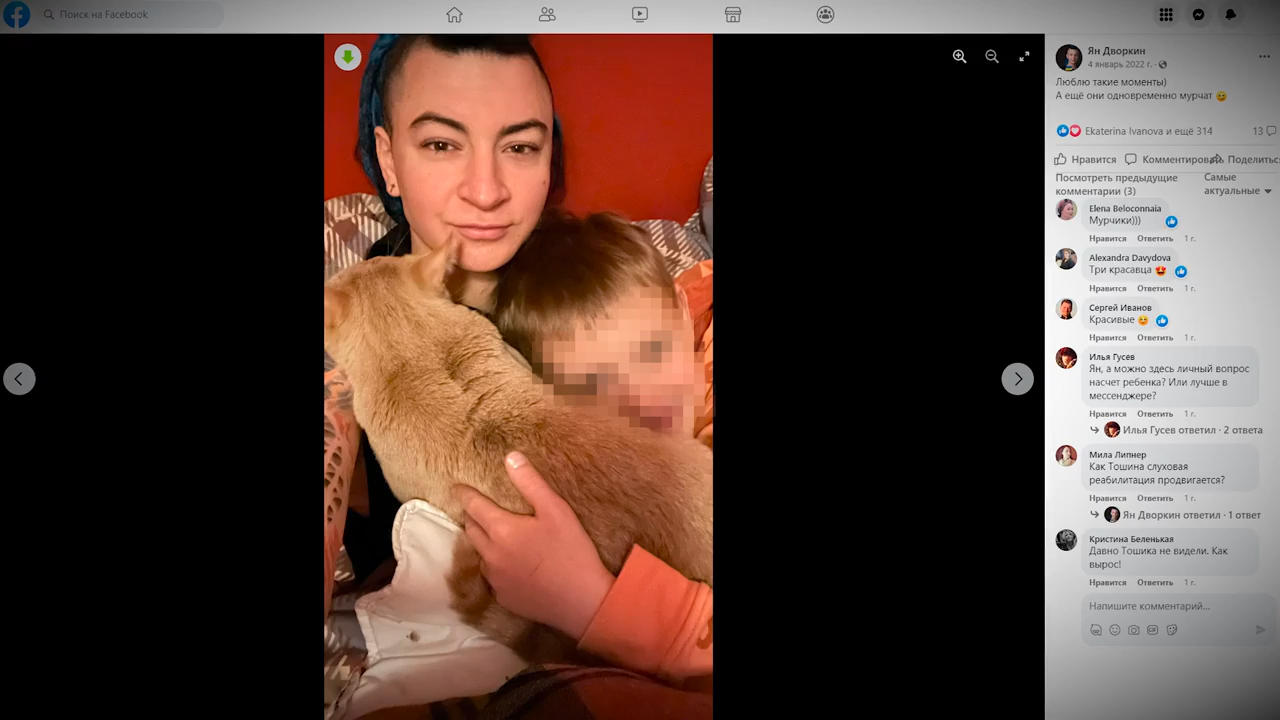 Поиск на Facebook
Ян Дворкин
4 январь 2022 г. ·
Люблю такие моменты)
А ещё они одновременно мурчат 😊
Ekaterina Ivanova и ещё 314
13
Нравится
Комментировать
Поделиться
Посмотреть предыдущие
комментарии (3)
Самые
актуальные
Elena Beloconnaia
Мурчики)))
Нравится Ответить 1 г.
Alexandra Davydova
Три красавца 🤩
Нравится Ответить 1 г.
Сергей Иванов
Красивые 😊
Нравится Ответить 1 г.
Илья Гусев
Ян, а можно здесь личный вопрос
насчет ребенка? Или лучше в
мессенджере?
Нравится Ответить 1 г.
Илья Гусев ответил · 2 ответа
Мила Липнер
Как Тошина слуховая
реабилитация продвигается?
Нравится Ответить 1 г.
Ян Дворкин ответил · 1 ответ
Кристина Беленькая
Давно Тошика не видели. Как
вырос!
Нравится Ответить 1 г.
Напишите комментарий...